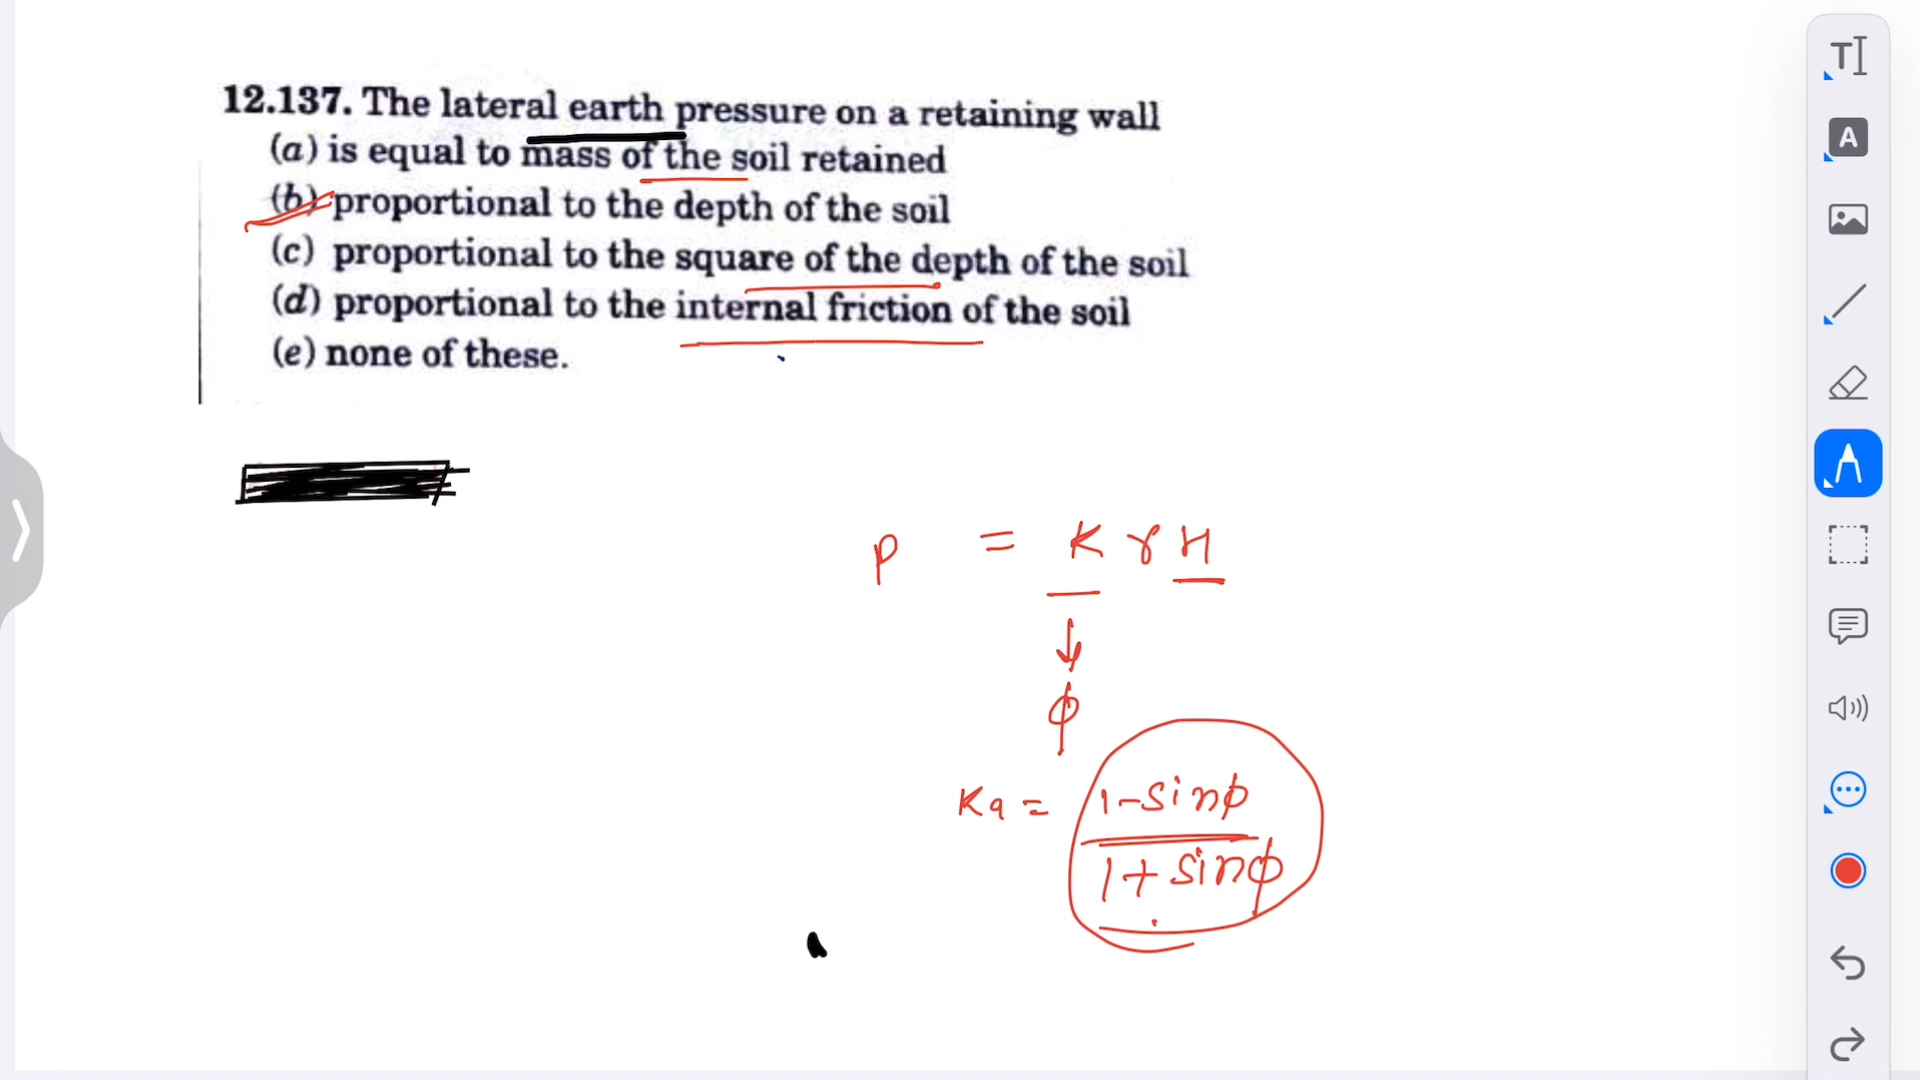 12.137. The lateral earth pressure on a retaining wall
(a) is equal to mass of the soil retained
(b) proportional to the depth of the soil
(c) proportional to the square of the depth of the soil
(d) proportional to the internal friction of the soil
(e) none of these.
P = K γ H
ϕ
Ka = 1-sinϕ
1+sinϕ
T
A